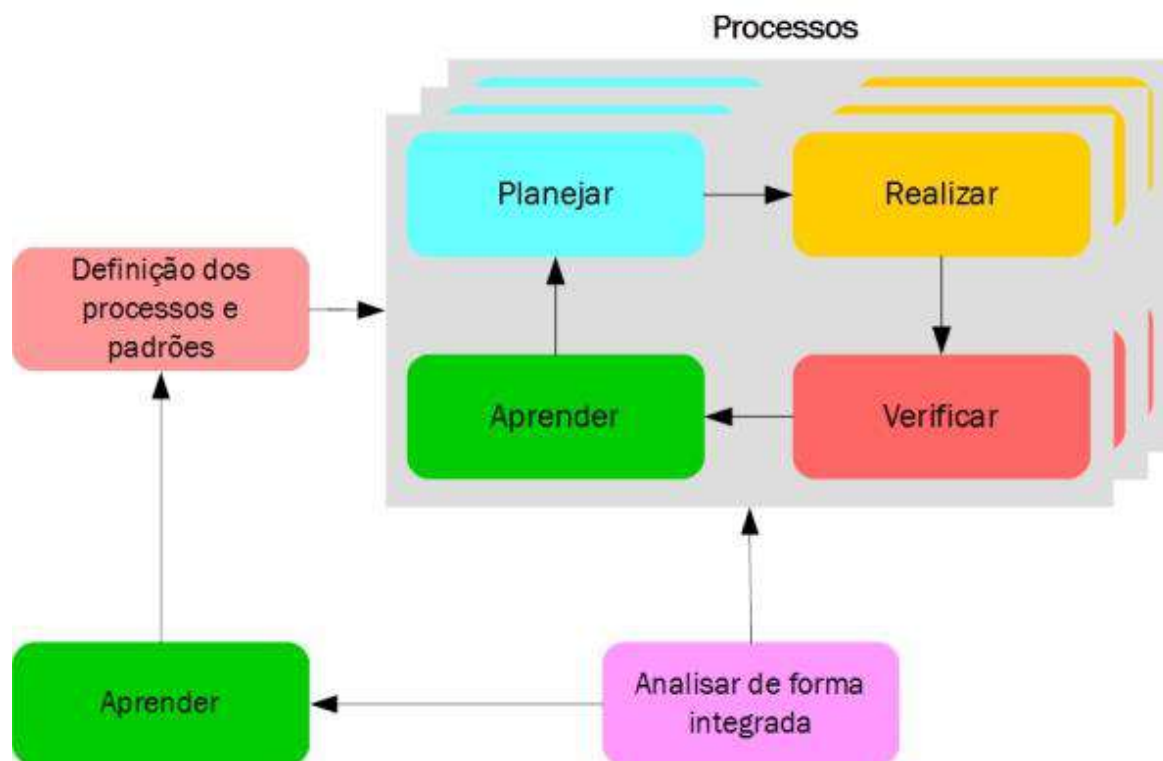 Processos
Planejar
Realizar
Definição dos
processos e
padrões
Aprender
Verificar
Aprender
Analisar de forma
integrada